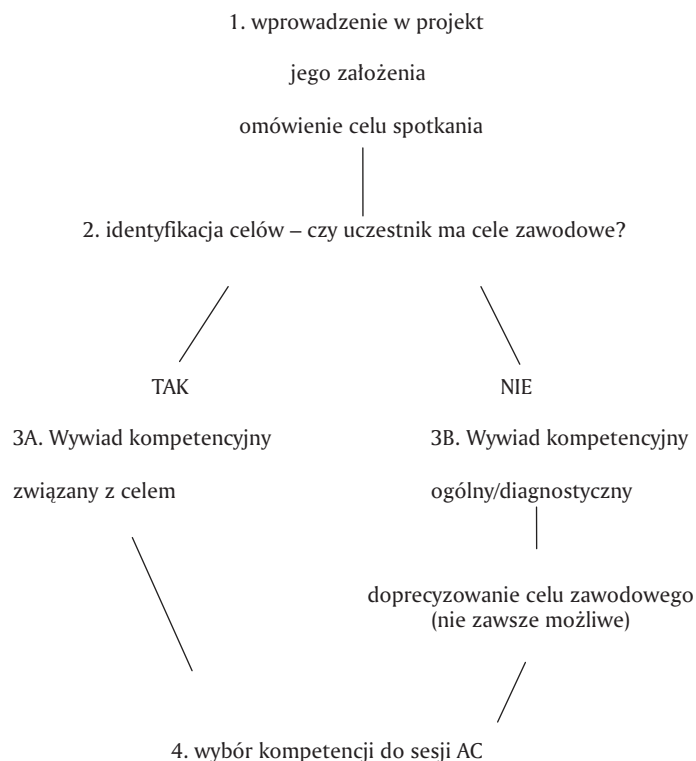 1. wprowadzenie w projekt
jego założenia
omówienie celu spotkania
2. identyfikacja celów – czy uczestnik ma cele zawodowe?
TAK
NIE
3A. Wywiad kompetencyjny
związany z celem
3B. Wywiad kompetencyjny
ogólny/diagnostyczny
doprecyzowanie celu zawodowego
(nie zawsze możliwe)
4. wybór kompetencji do sesji AC